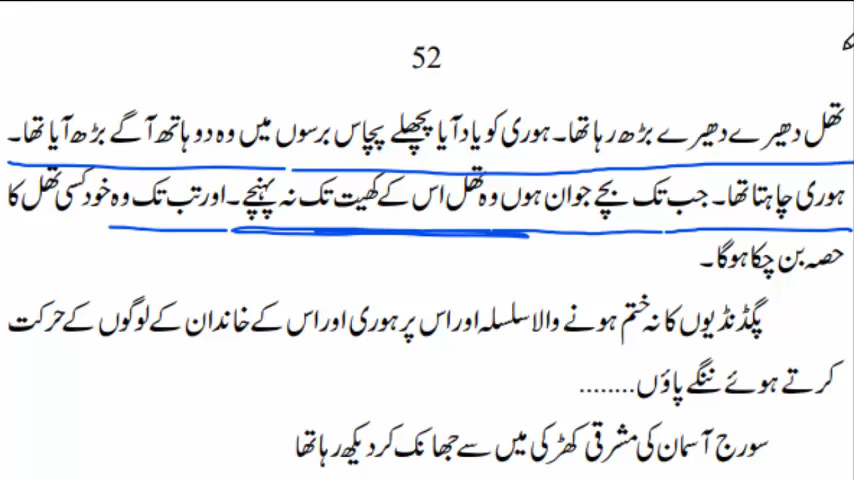 52
تھل دھیرے دھیرے بڑھ رہا تھا۔ ہوری کو یاد آیا پچھلے پچاس برسوں میں وہ دو ہاتھ آگے بڑھ آیا تھا۔
ہوری چاہتا تھا۔ جب تک بچے جوان ہوں وہ تھل اس کے کھیت تک نہ پہنچے۔ اور تب تک وہ خود کسی تھل کا
حصہ بن چکا ہوگا۔
پگڈنڈیوں کا نہ ختم ہونے والا سلسلہ اور اس پر ہوری اور اس کے خاندان کے لوگوں کے حرکت
کرتے ہوئے ننگے پاؤں........
سورج آسمان کی مشرقی کھڑکی میں سے جھانک کر دیکھ رہا تھا